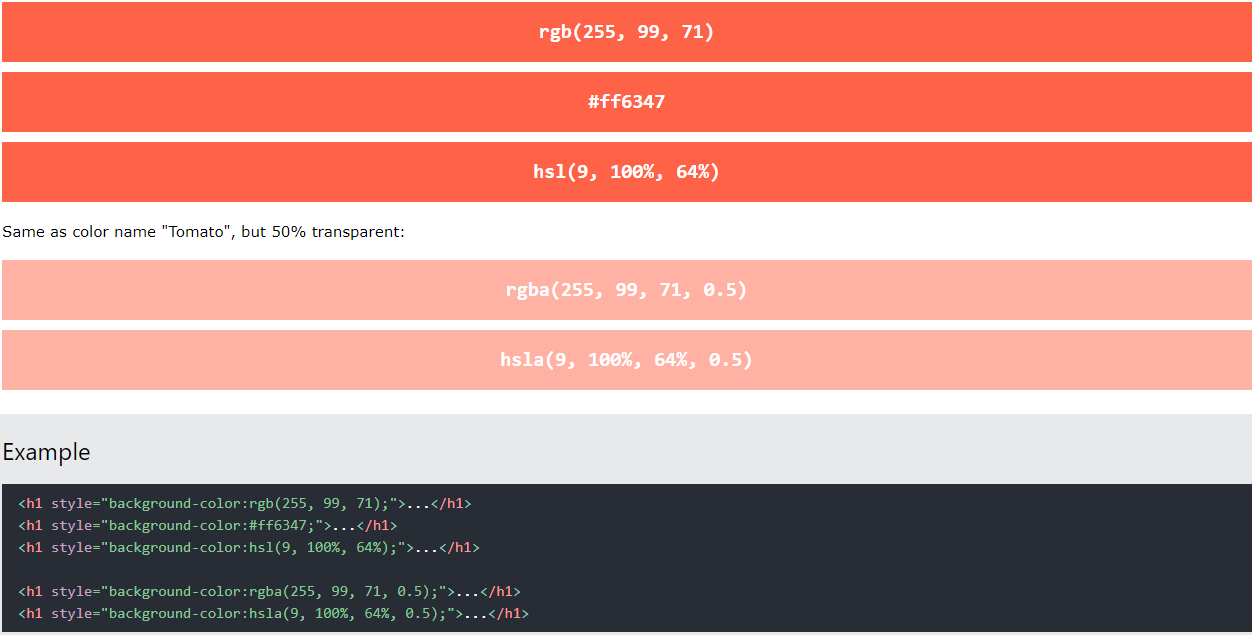 rgb(255, 99, 71)
#ff6347
hsl(9, 100%, 64%)
Same as color name "Tomato", but 50% transparent:
rgba(255, 99, 71, 0.5)
hsla(9, 100%, 64%, 0.5)
Example
<h1 style="background-color:rgb(255, 99, 71);">...</h1>
<h1 style="background-color:#ff6347;">...</h1>
<h1 style="background-color:hsl(9, 100%, 64%);">...</h1>
<h1 style="background-color:rgba(255, 99, 71, 0.5);">...</h1>
<h1 style="background-color:hsla(9, 100%, 64%, 0.5);">...</h1>